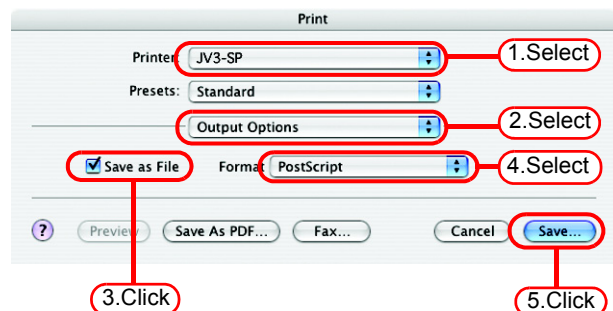 Print
Printer: JV3-SP 1.Select
Presets: Standard
Output Options 2.Select
Save as File Format PostScript 4.Select
? Preview Save As PDF... Fax... Cancel Save...
3.Click 5.Click